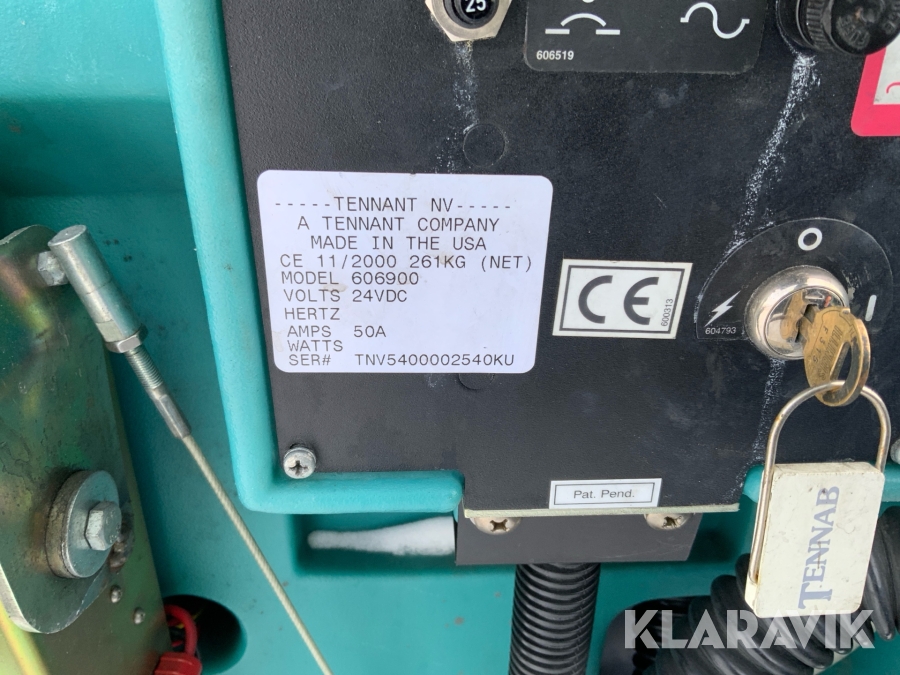 25
606519
-----TENNANT NV-----
A TENNANT COMPANY
MADE IN THE USA
CE 11/2000 261KG (NET)
MODEL 606900
VOLTS 24VDC
HERTZ
AMPS 50A
WATTS
SER# TNV5400002540KU
CE
600313
O
I
604793
Pat. Pend.
TENNAB
KLARAVIK